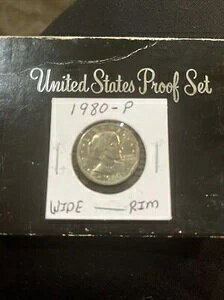 United States Proof Set
1980-P
WIDE — RIM